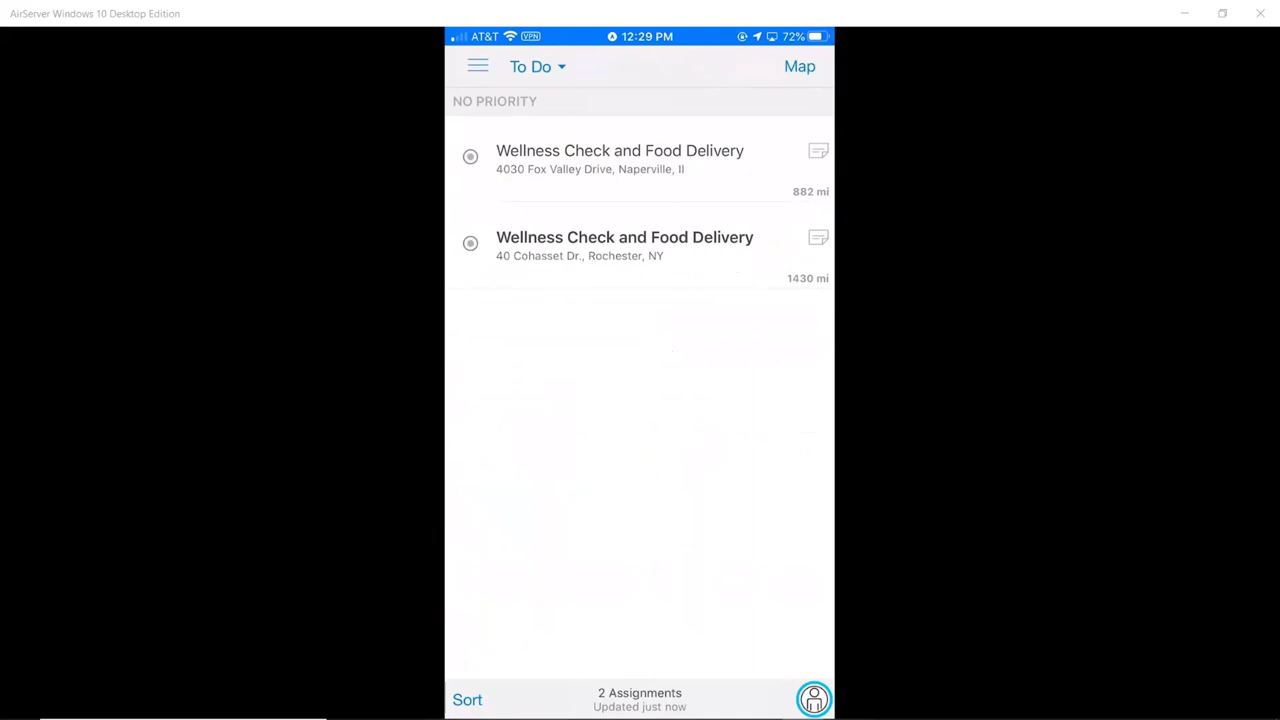 AirServer Windows 10 Desktop Edition
AT&T VPN 12:29 PM 72%
To Do Map
NO PRIORITY
Wellness Check and Food Delivery
4030 Fox Valley Drive, Naperville, Il
882 mi
Wellness Check and Food Delivery
40 Cohasset Dr., Rochester, NY
1430 mi
Sort 2 Assignments
Updated just now